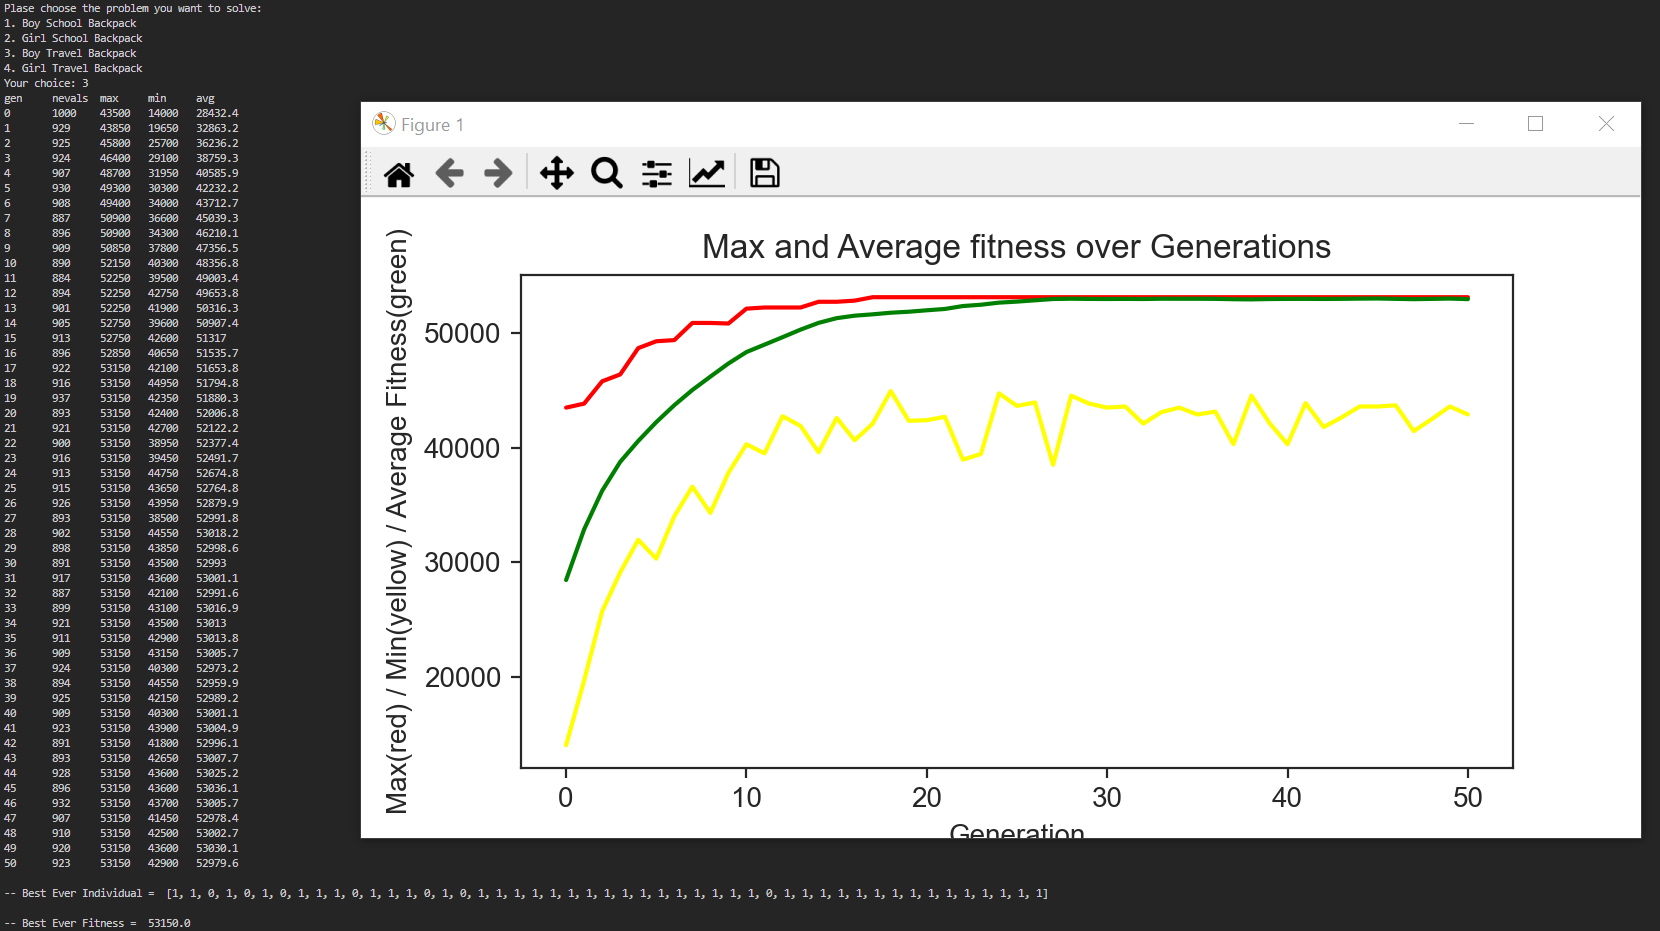 Plase choose the problem you want to solve:
1. Boy School Backpack
2. Girl School Backpack
3. Boy Travel Backpack
4. Girl Travel Backpack
Your choice: 3
gen nevals max min avg
0 1000 43500 14000 28432.4
1 929 43850 19650 32863.2
2 925 45800 25700 36236.2
3 924 46400 29100 38759.3
4 907 48700 31950 40585.9
5 930 49300 30300 42232.2
6 908 49400 34000 43712.7
7 887 50900 36600 45039.3
8 896 50900 34300 46210.1
9 909 50850 37800 47356.5
10 890 52150 40300 48356.8
11 884 52250 39500 49003.4
12 894 52250 42750 49653.8
13 901 52250 41900 50316.3
14 905 52750 39600 50907.4
15 913 52750 42600 51317
16 896 52850 40650 51535.7
17 922 53150 42100 51653.8
18 916 53150 44950 51794.8
19 937 53150 42350 51880.3
20 893 53150 42400 52006.8
21 921 53150 42700 52122.2
22 900 53150 38950 52377.4
23 916 53150 39450 52491.7
24 913 53150 44750 52674.8
25 915 53150 43650 52764.8
26 926 53150 43950 52879.9
27 893 53150 38500 52991.8
28 902 53150 44550 53018.2
29 898 53150 43850 52998.6
30 891 53150 43500 52993
31 917 53150 43600 53001.1
32 887 53150 42100 52991.6
33 899 53150 43100 53016.9
34 921 53150 43500 53013
35 911 53150 42900 53013.8
36 909 53150 43150 53005.7
37 924 53150 40300 52973.2
38 894 53150 44550 52959.9
39 925 53150 42150 52989.2
40 909 53150 40300 53001.1
41 923 53150 43900 53004.9
42 891 53150 41800 52996.1
43 893 53150 42650 53007.7
44 928 53150 43600 53025.2
45 896 53150 43600 53036.1
46 932 53150 43700 53005.7
47 907 53150 41450 52978.4
48 910 53150 42500 53002.7
49 920 53150 43600 53030.1
50 923 53150 42900 52979.6
-- Best Ever Individual = [1, 1, 0, 1, 0, 1, 0, 1, 1, 1, 0, 1, 1, 1, 0, 1, 0, 1, 1, 1, 1, 1, 1, 1, 1, 1, 1, 1, 1, 1, 1, 1, 1, 0, 1, 1, 1, 1, 1, 1, 1, 1, 1, 1, 1, 1, 1, 1, 1]
-- Best Ever Fitness = 53150.0
Figure 1
Max and Average fitness over Generations
Max(red) / Min(yellow) / Average Fitness(green)
50000
40000
30000
20000
0 10 20 30 40 50
Generation